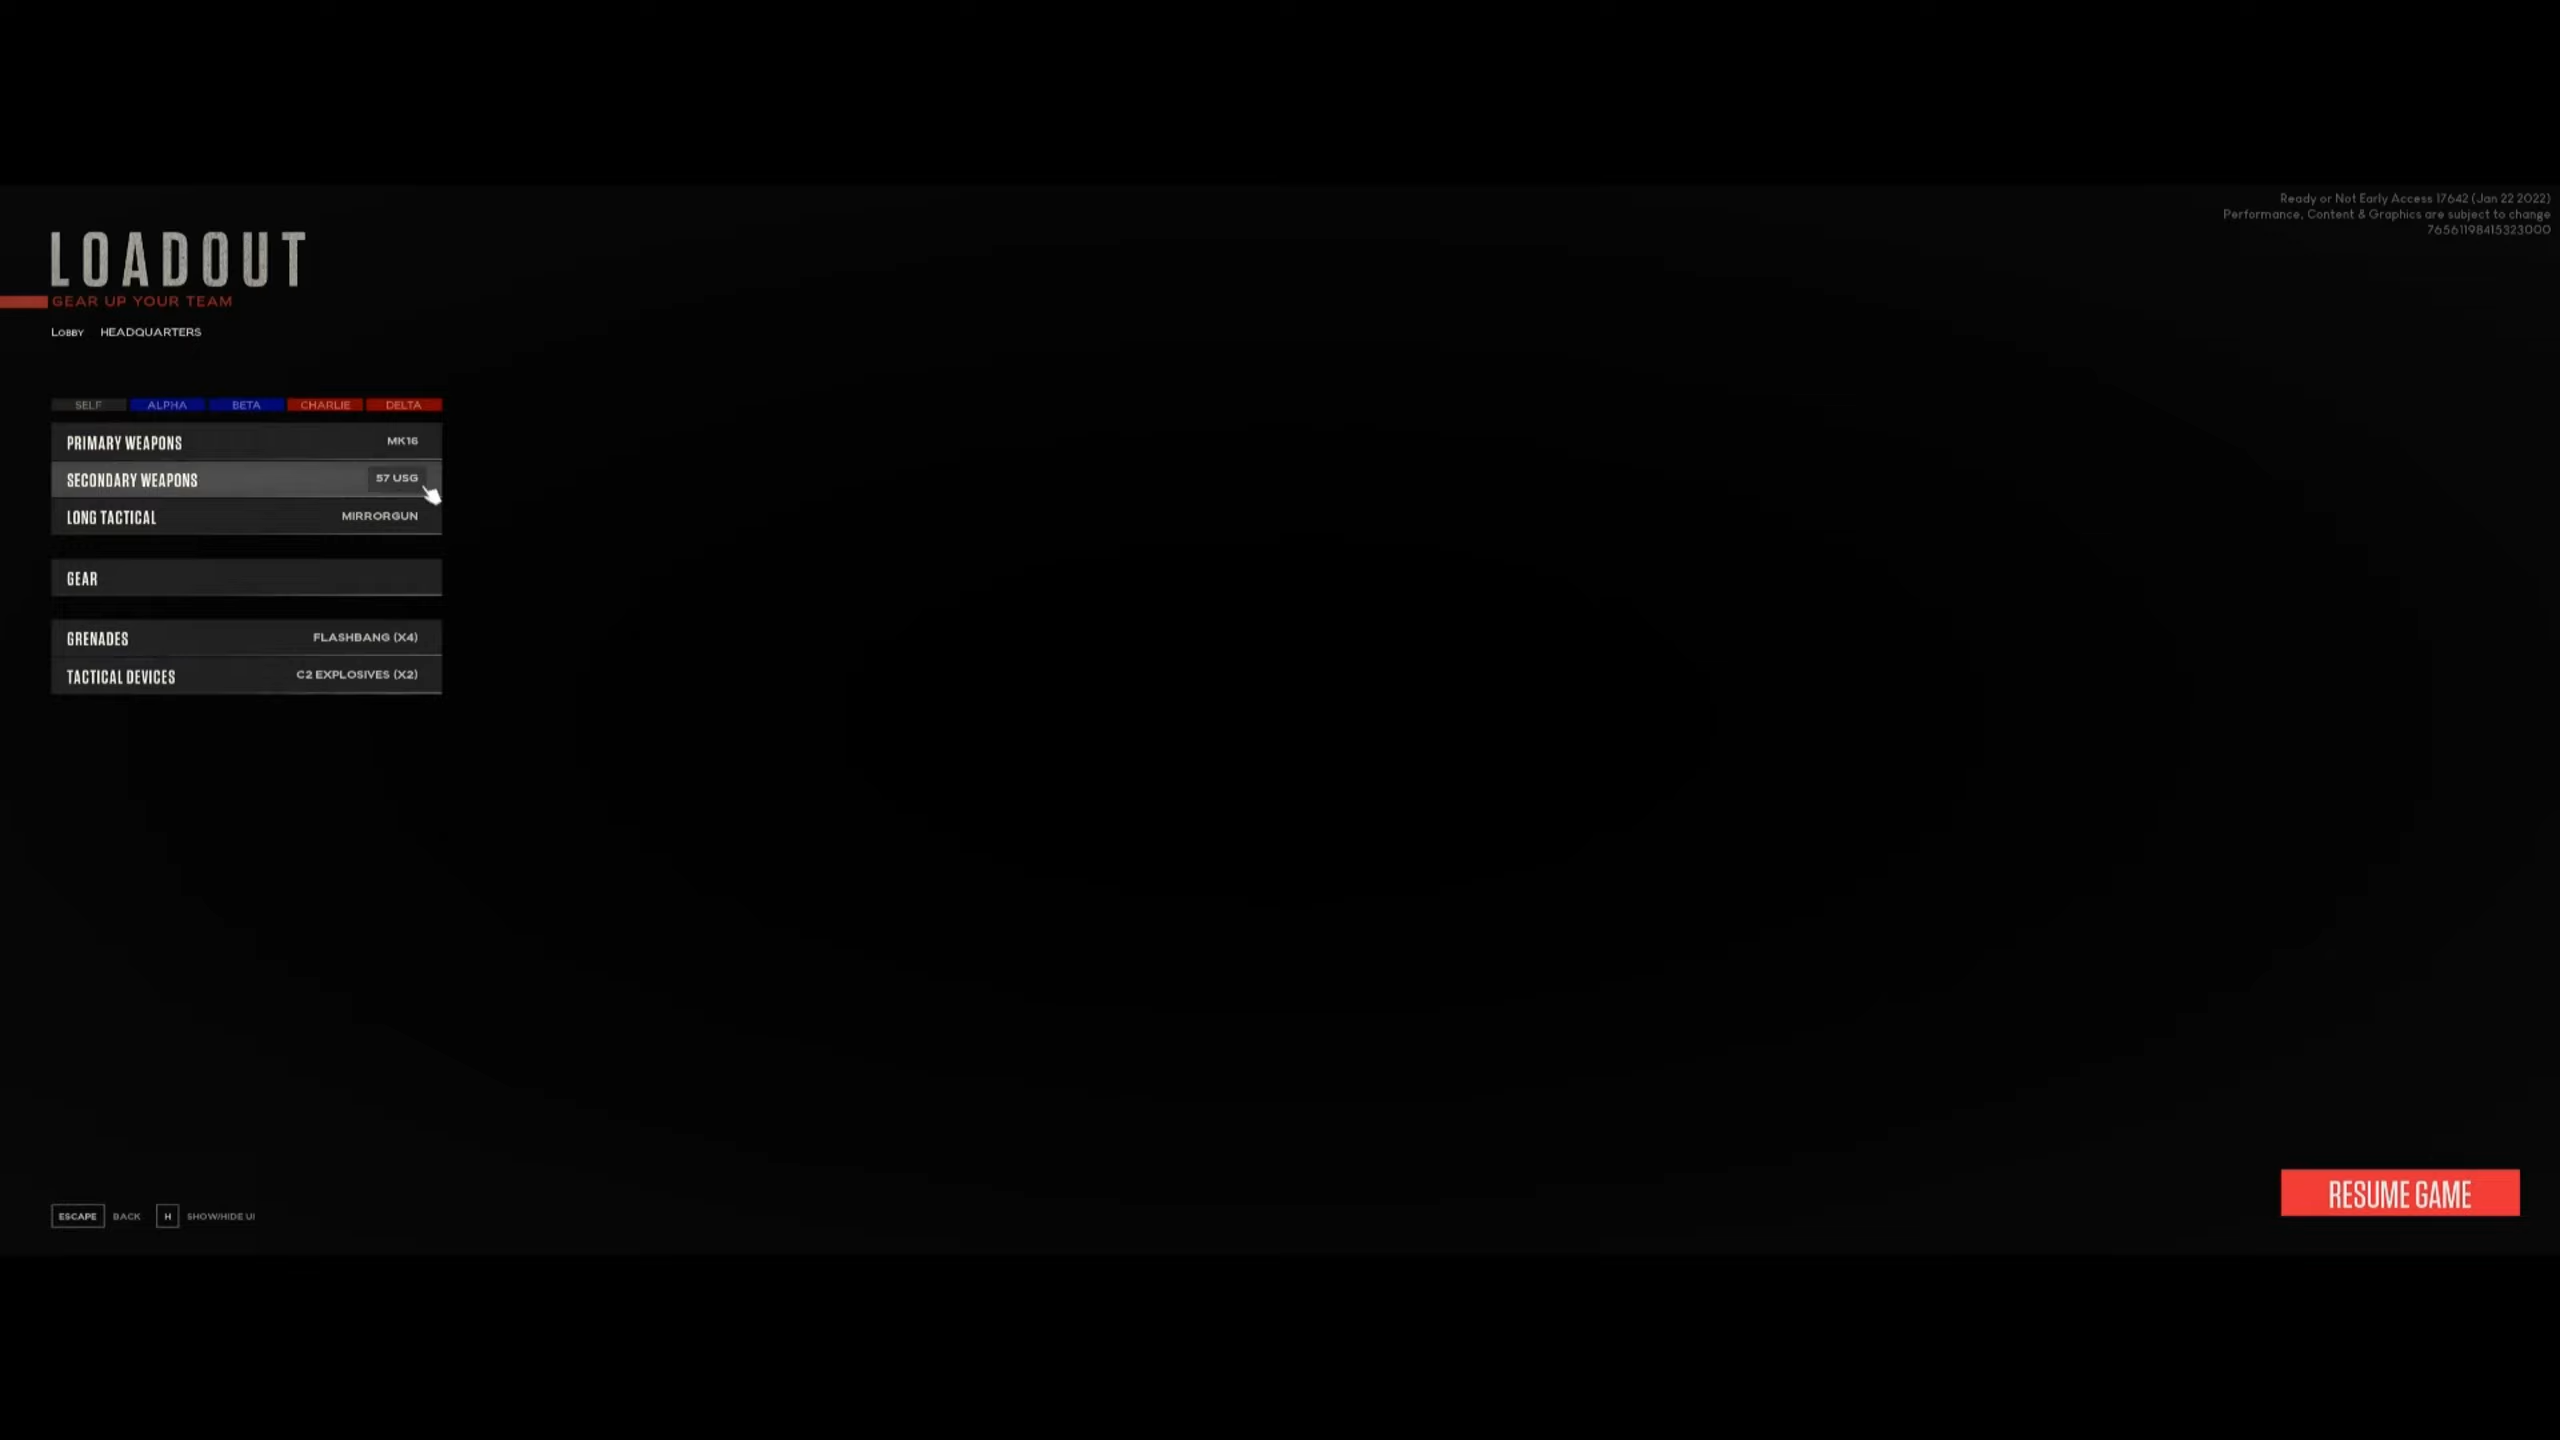 Ready or Not Early Access 17642 (Jan 22 2022)
Performance, Content & Graphics are subject to change
76561198415323000
LOADOUT
GEAR UP YOUR TEAM
LOBBY HEADQUARTERS
SELF ALPHA BETA CHARLIE DELTA
PRIMARY WEAPONS MK16
SECONDARY WEAPONS 57 USG
LONG TACTICAL MIRRORGUN
GEAR
GRENADES FLASHBANG (X4)
TACTICAL DEVICES C2 EXPLOSIVES (X2)
RESUME GAME
ESCAPE BACK H SHOW/HIDE UI